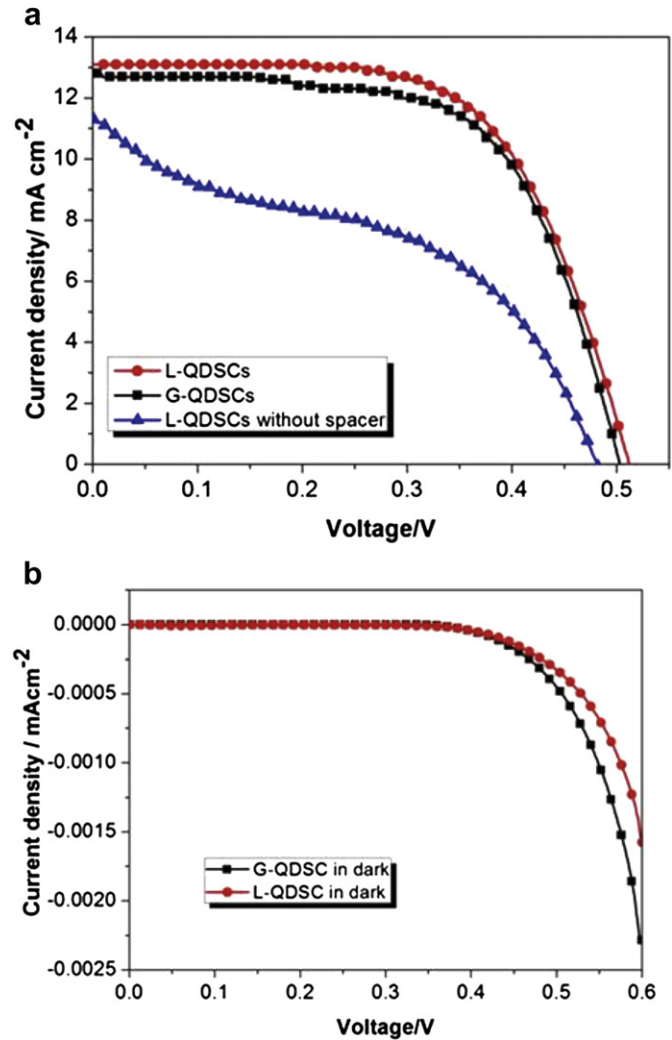 a
14
12
10
8
6
4
2
0
Current density/ mA cm-2
L-QDSCs
G-QDSCs
L-QDSCs without spacer
0.0 0.1 0.2 0.3 0.4 0.5
Voltage/V
b
0.0000
-0.0005
-0.0010
-0.0015
-0.0020
-0.0025
Current density / mAcm-2
G-QDSC in dark
L-QDSC in dark
0.0 0.1 0.2 0.3 0.4 0.5 0.6
Voltage/V